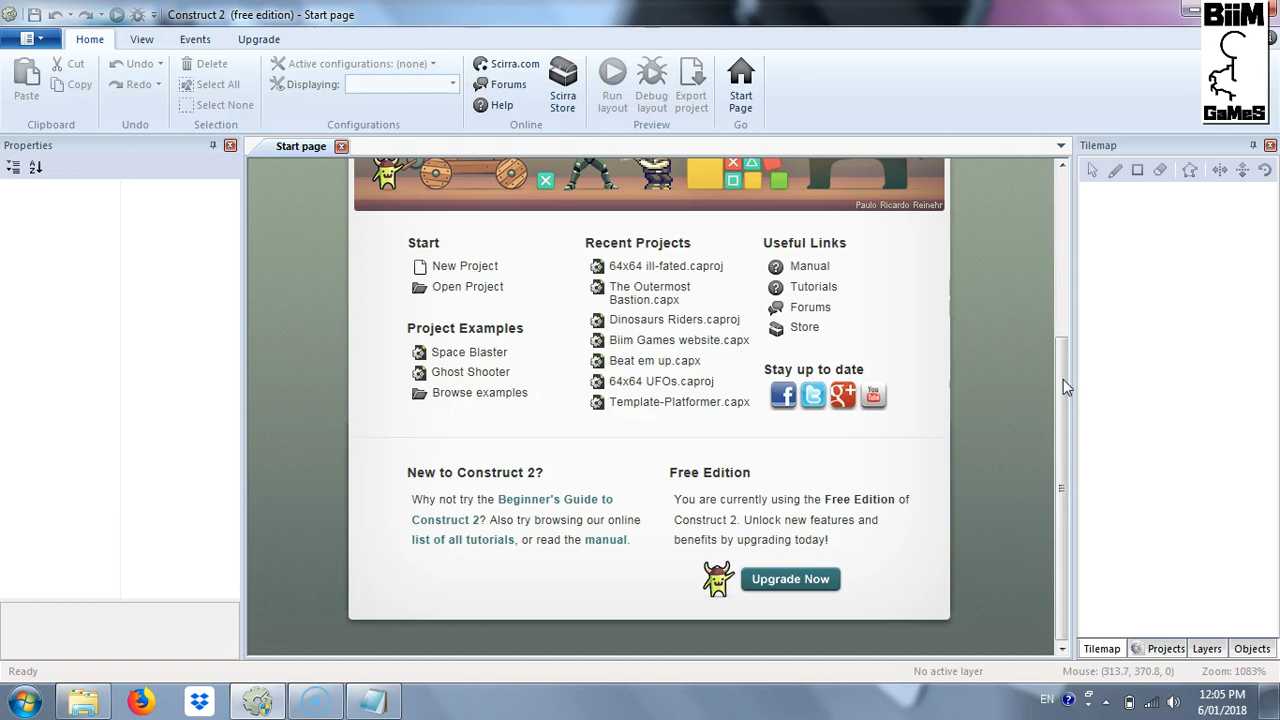 Construct 2 (free edition) - Start page
BiiM
GaMeS
Home View Events Upgrade
Paste Cut Copy
Undo Redo
Delete Select All Select None
Active configurations: (none)
Displaying:
Scirra.com Forums Help
Scirra Store
Run layout
Debug layout
Export project
Start Page
Clipboard Undo Selection Configurations Online Preview Go
Properties
Start page
Tilemap
Paulo Ricardo Reinehr
Start
New Project
Open Project
Project Examples
Space Blaster
Ghost Shooter
Browse examples
Recent Projects
64x64 ill-fated.caproj
The Outermost
Bastion.capx
Dinosaurs Riders.caproj
Biim Games website.capx
Beat em up.capx
64x64 UFOs.caproj
Template-Platformer.capx
Useful Links
Manual
Tutorials
Forums
Store
Stay up to date
You
Tube
New to Construct 2?
Why not try the Beginner's Guide to
Construct 2? Also try browsing our online
list of all tutorials, or read the manual.
Free Edition
You are currently using the Free Edition of
Construct 2. Unlock new features and
benefits by upgrading today!
Upgrade Now
Tilemap Projects Layers Objects
Ready No active layer Mouse: (313.7, 370.8, 0) Zoom: 1083%
EN 12:05 PM
6/01/2018